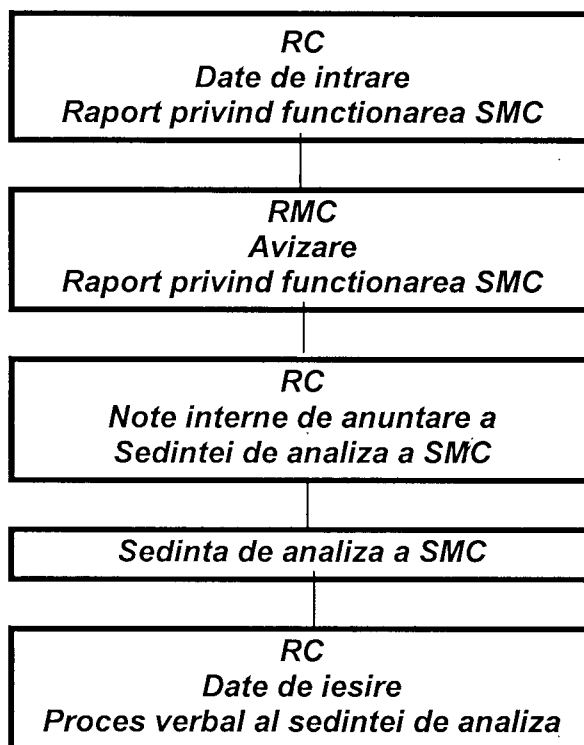 RC
Date de intrare
Raport privind functionarea SMC
RMC
Avizare
Raport privind functionarea SMC
RC
Note interne de anuntare a
Sedintei de analiza a SMC
Sedinta de analiza a SMC
RC
Date de iesire
Proces verbal al sedintei de analiza